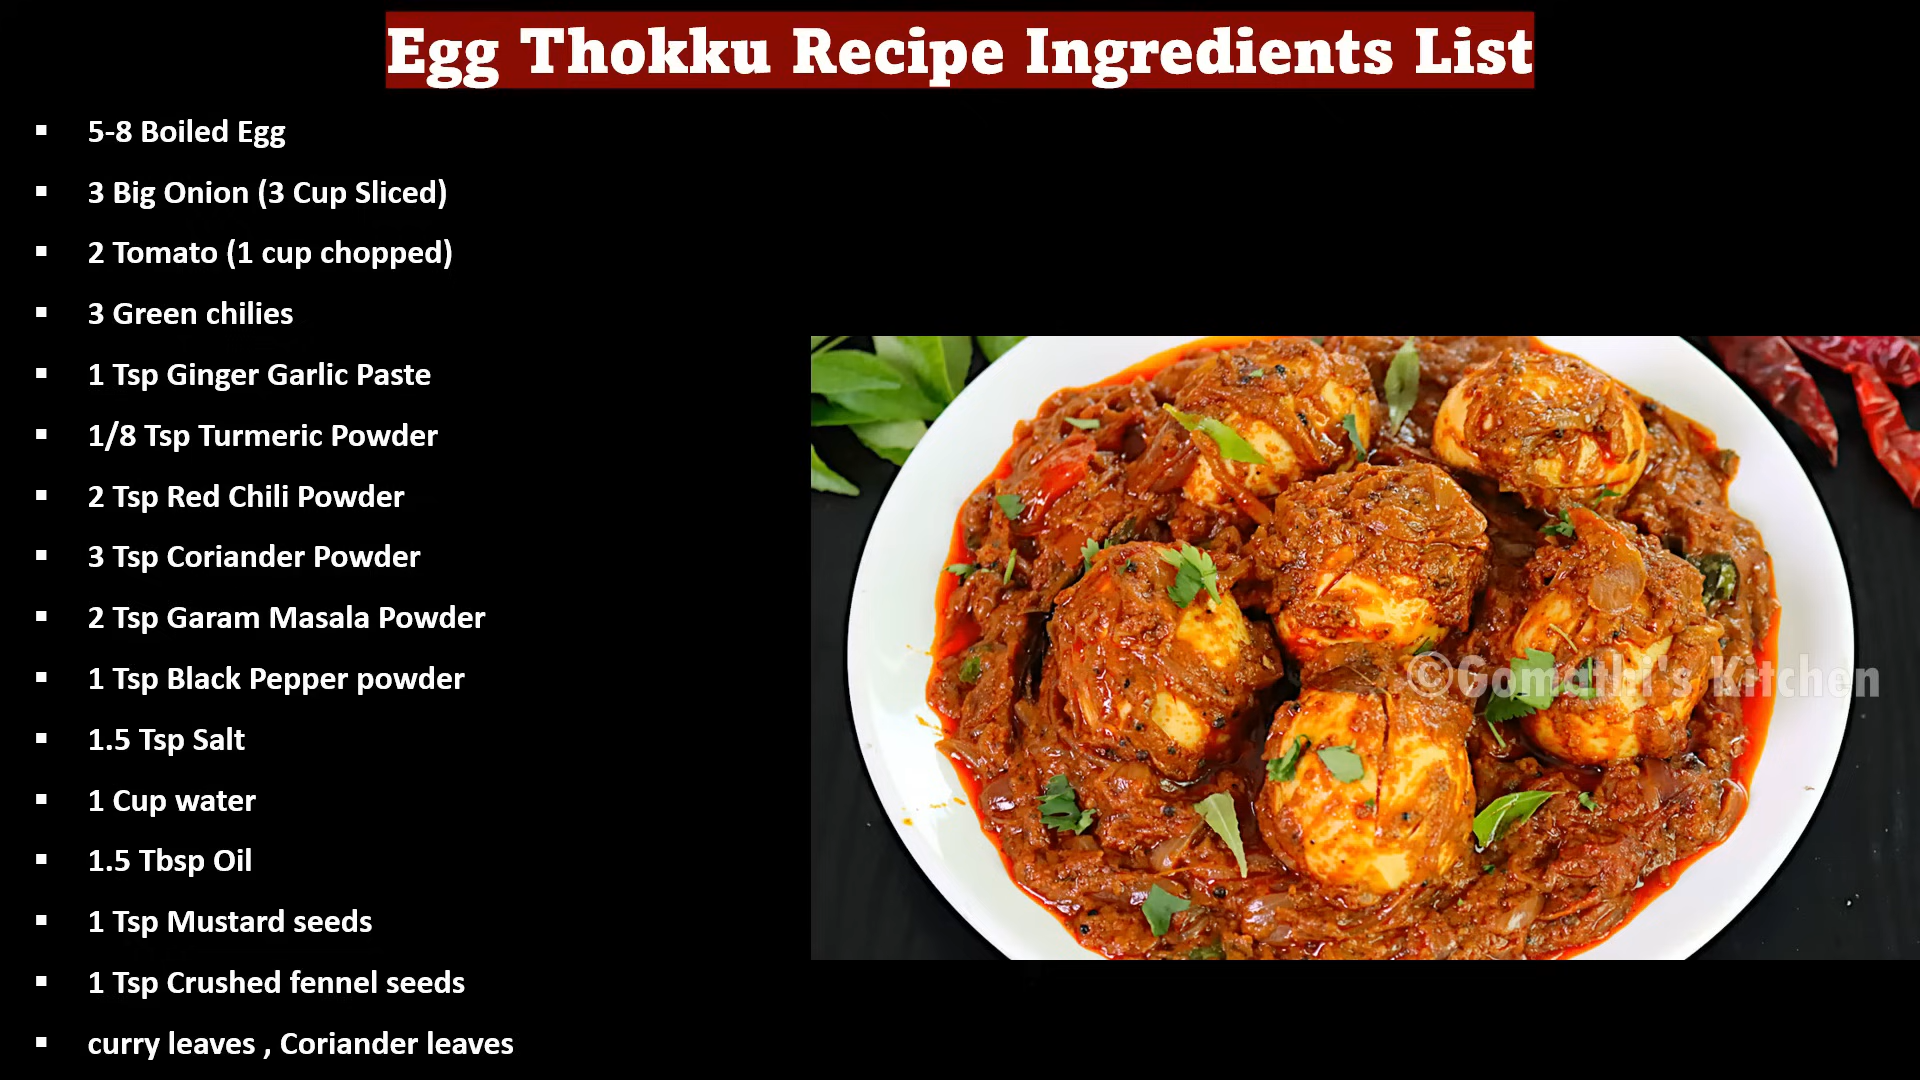 Egg Thokku Recipe Ingredients List
▪ 5-8 Boiled Egg
▪ 3 Big Onion (3 Cup Sliced)
▪ 2 Tomato (1 cup chopped)
▪ 3 Green chilies
▪ 1 Tsp Ginger Garlic Paste
▪ 1/8 Tsp Turmeric Powder
▪ 2 Tsp Red Chili Powder
▪ 3 Tsp Coriander Powder
▪ 2 Tsp Garam Masala Powder
▪ 1 Tsp Black Pepper powder
▪ 1.5 Tsp Salt
▪ 1 Cup water
▪ 1.5 Tbsp Oil
▪ 1 Tsp Mustard seeds
▪ 1 Tsp Crushed fennel seeds
▪ curry leaves , Coriander leaves
©Gomathi's Kitchen